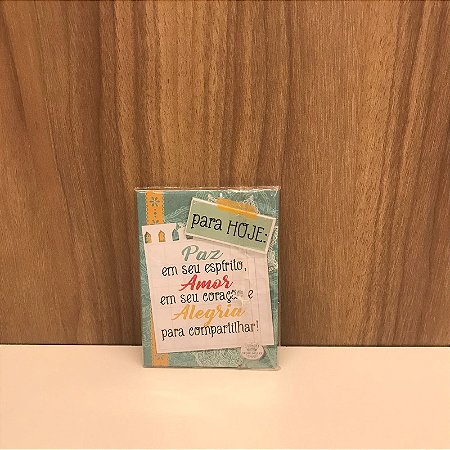 para HOJE:
Paz
em seu espírito,
Amor
em seu coração e
Alegria
para compartilhar!